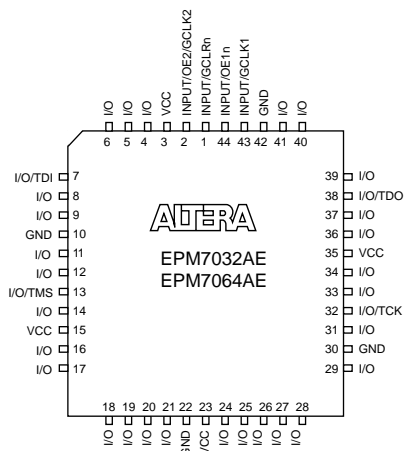 I/O I/O I/O VCC INPUT/OE2/GCLK2 INPUT/GCLRn INPUT/OE1n INPUT/GCLK1 GND I/O I/O
6 5 4 3 2 1 44 43 42 41 40
I/O/TDI 7
I/O 8
I/O 9
GND 10
I/O 11
I/O 12
I/O/TMS 13
I/O 14
VCC 15
I/O 16
I/O 17
ALTERA
EPM7032AE
EPM7064AE
39 I/O
38 I/O/TDO
37 I/O
36 I/O
35 VCC
34 I/O
33 I/O
32 I/O/TCK
31 I/O
30 GND
29 I/O
18 19 20 21 22 23 24 25 26 27 28
I/O I/O I/O I/O GND VCC I/O I/O I/O I/O I/O